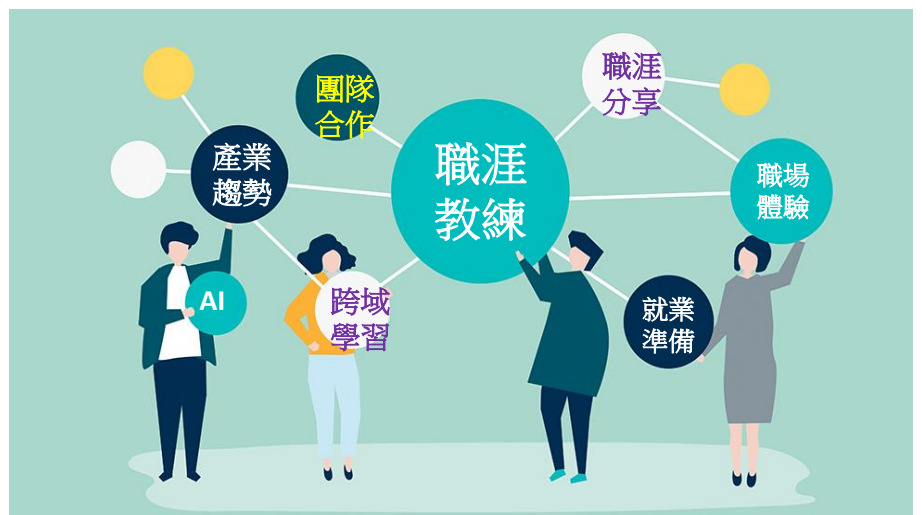 團隊
合作
職涯
分享
產業
趨勢
職涯
教練
職場
體驗
AI
跨域
學習
就業
準備